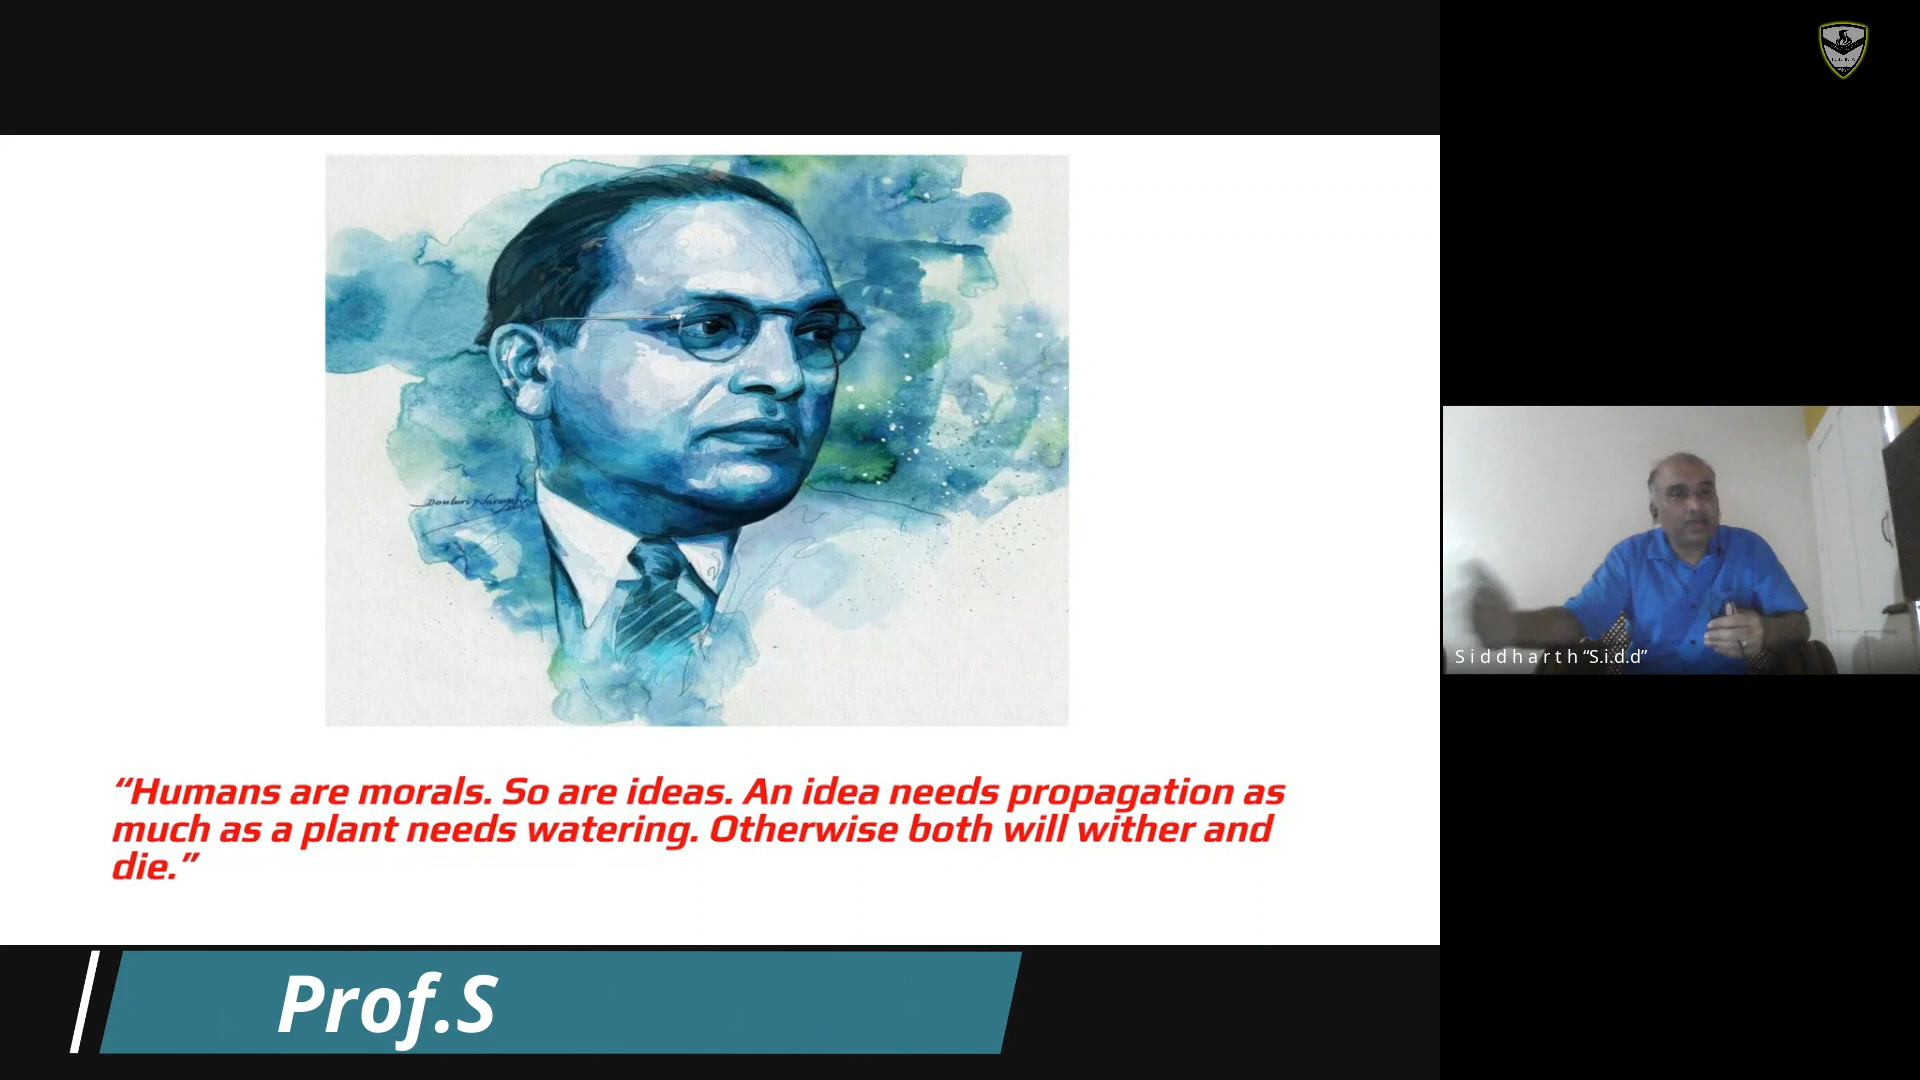 “Humans are morals. So are ideas. An idea needs propagation as
much as a plant needs watering. Otherwise both will wither and
die.”
Siddharth “S.i.d.d”
Prof.S